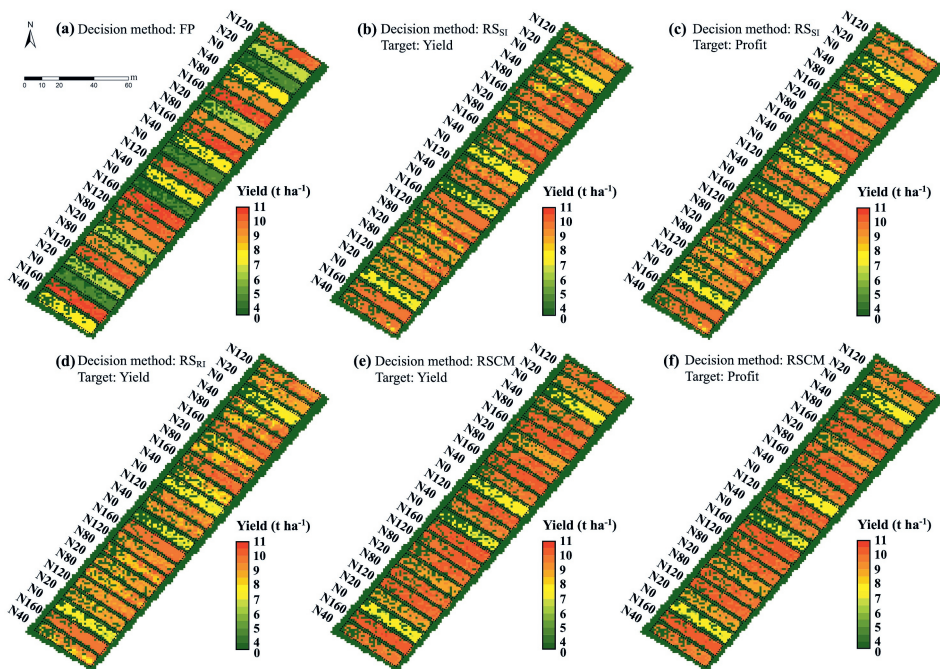 N
(a) Decision method: FP
0 10 20 40 60 m
N120
N20
N0
N40
N80
N160
N20
N80
N160
N40
N0
N120
N40
N0
N160
N120
N80
N20
N80
N120
N20
N0
N160
N40
Yield (t ha⁻¹)
11
10
9
8
7
6
5
4
0
(b) Decision method: RS_SI
Target: Yield
N120
N20
N0
N40
N80
N160
N20
N80
N160
N40
N0
N120
N40
N0
N160
N120
N80
N20
N80
N120
N20
N0
N160
N40
Yield (t ha⁻¹)
11
10
9
8
7
6
5
4
0
(c) Decision method: RS_SI
Target: Profit
N120
N20
N0
N40
N80
N160
N20
N80
N160
N40
N0
N120
N40
N0
N160
N120
N80
N20
N80
N120
N20
N0
N160
N40
Yield (t ha⁻¹)
11
10
9
8
7
6
5
4
0
(d) Decision method: RS_RI
Target: Yield
N120
N20
N0
N40
N80
N160
N20
N80
N160
N40
N0
N120
N40
N0
N160
N120
N80
N20
N80
N120
N20
N0
N160
N40
Yield (t ha⁻¹)
11
10
9
8
7
6
5
4
0
(e) Decision method: RSCM
Target: Yield
N120
N20
N0
N40
N80
N160
N20
N80
N160
N40
N0
N120
N40
N0
N160
N120
N80
N20
N80
N120
N20
N0
N160
N40
Yield (t ha⁻¹)
11
10
9
8
7
6
5
4
0
(f) Decision method: RSCM
Target: Profit
N120
N20
N0
N40
N80
N160
N20
N80
N160
N40
N0
N120
N40
N0
N160
N120
N80
N20
N80
N120
N20
N0
N160
N40
Yield (t ha⁻¹)
11
10
9
8
7
6
5
4
0